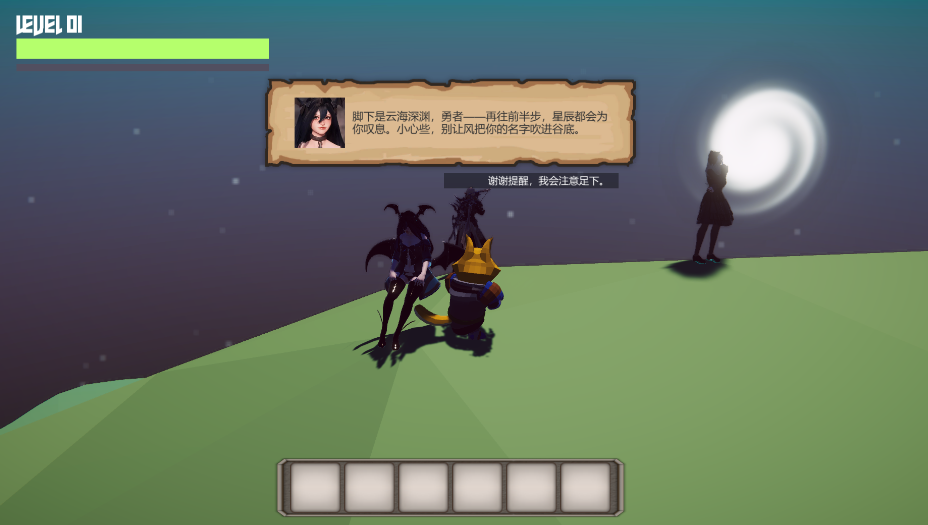 LEVEL 01
脚下是云海深渊，勇者——再往前半步，星辰都会为
你叹息。小心些，别让风把你的名字吹进谷底。
谢谢提醒，我会注意足下。